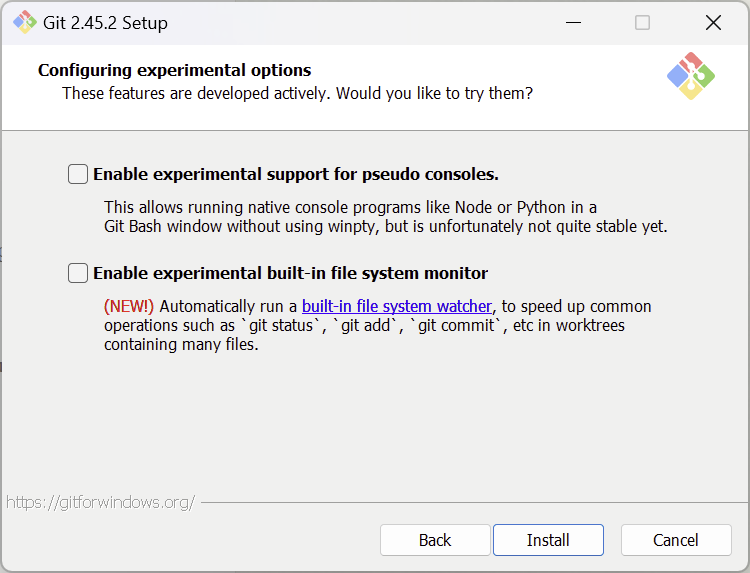 Git 2.45.2 Setup
Configuring experimental options
These features are developed actively. Would you like to try them?
Enable experimental support for pseudo consoles.
This allows running native console programs like Node or Python in a
Git Bash window without using winpty, but is unfortunately not quite stable yet.
Enable experimental built-in file system monitor
(NEW!) Automatically run a built-in file system watcher, to speed up common
operations such as `git status`, `git add`, `git commit`, etc in worktrees
containing many files.
https://gitforwindows.org/
Back Install Cancel